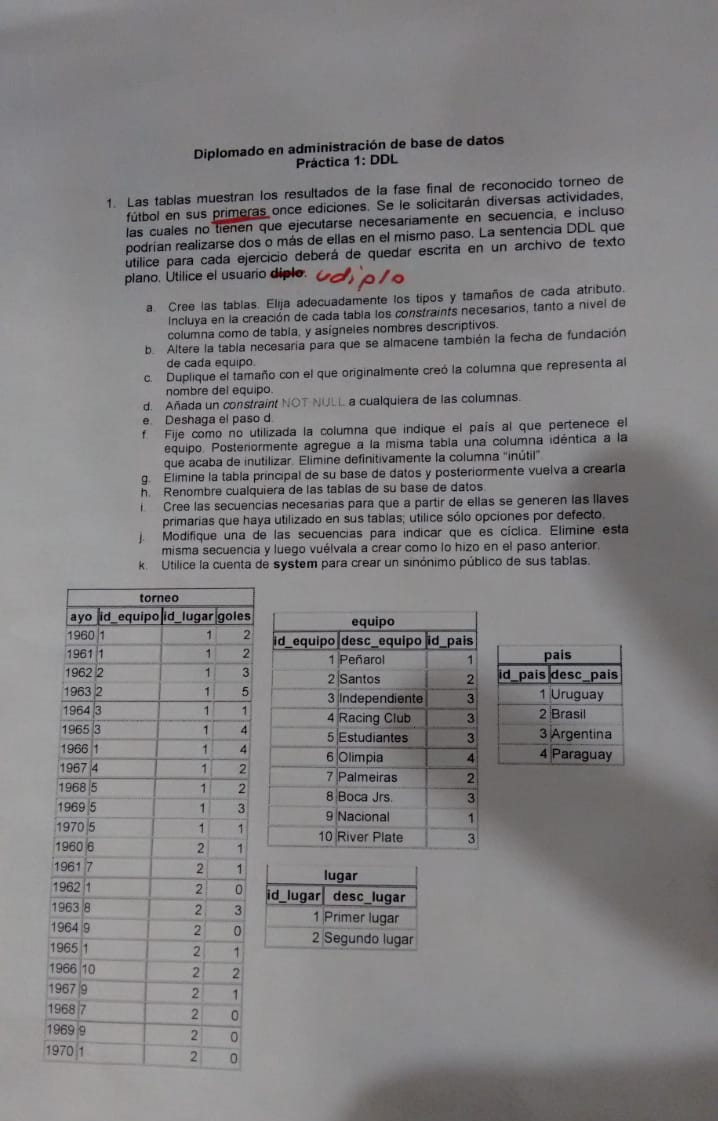 Diplomado en administración de base de datos
Práctica 1: DDL
1. Las tablas muestran los resultados de la fase final de reconocido torneo de
fútbol en sus primeras once ediciones. Se le solicitarán diversas actividades,
las cuales no tienen que ejecutarse necesariamente en secuencia, e incluso
podrían realizarse dos o más de ellas en el mismo paso. La sentencia DDL que
utilice para cada ejercicio deberá de quedar escrita en un archivo de texto
plano. Utilice el usuario diplo. udiplo
a. Cree las tablas. Elija adecuadamente los tipos y tamaños de cada atributo.
Incluya en la creación de cada tabla los constraints necesarios, tanto a nivel de
columna como de tabla, y asígneles nombres descriptivos.
b. Altere la tabla necesaria para que se almacene también la fecha de fundación
de cada equipo.
c. Duplique el tamaño con el que originalmente creó la columna que representa al
nombre del equipo.
d. Añada un constraint NOT NULL a cualquiera de las columnas.
e. Deshaga el paso d.
f. Fije como no utilizada la columna que indique el país al que pertenece el
equipo. Posteriormente agregue a la misma tabla una columna idéntica a la
que acaba de inutilizar. Elimine definitivamente la columna "inútil".
g. Elimine la tabla principal de su base de datos y posteriormente vuelva a crearla
h. Renombre cualquiera de las tablas de su base de datos.
i. Cree las secuencias necesarias para que a partir de ellas se generen las llaves
primarias que haya utilizado en sus tablas; utilice sólo opciones por defecto.
j. Modifique una de las secuencias para indicar que es cíclica. Elimine esta
misma secuencia y luego vuélvala a crear como lo hizo en el paso anterior.
k. Utilice la cuenta de system para crear un sinónimo público de sus tablas.
torneo
ayo id_equipo id_lugar goles
1960 1 1 2
1961 1 1 2
1962 2 1 3
1963 2 1 5
1964 3 1 1
1965 3 1 4
1966 1 1 4
1967 4 1 2
1968 5 1 2
1969 5 1 3
1970 5 1 1
1960 6 2 1
1961 7 2 1
1962 1 2 0
1963 8 2 3
1964 9 2 0
1965 1 2 1
1966 10 2 2
1967 9 2 1
1968 7 2 0
1969 9 2 0
1970 1 2 0
equipo
id_equipo desc_equipo id_pais
1 Peñarol 1
2 Santos 2
3 Independiente 3
4 Racing Club 3
5 Estudiantes 3
6 Olimpia 4
7 Palmeiras 2
8 Boca Jrs. 3
9 Nacional 1
10 River Plate 3
pais
id_pais desc_pais
1 Uruguay
2 Brasil
3 Argentina
4 Paraguay
lugar
id_lugar desc_lugar
1 Primer lugar
2 Segundo lugar